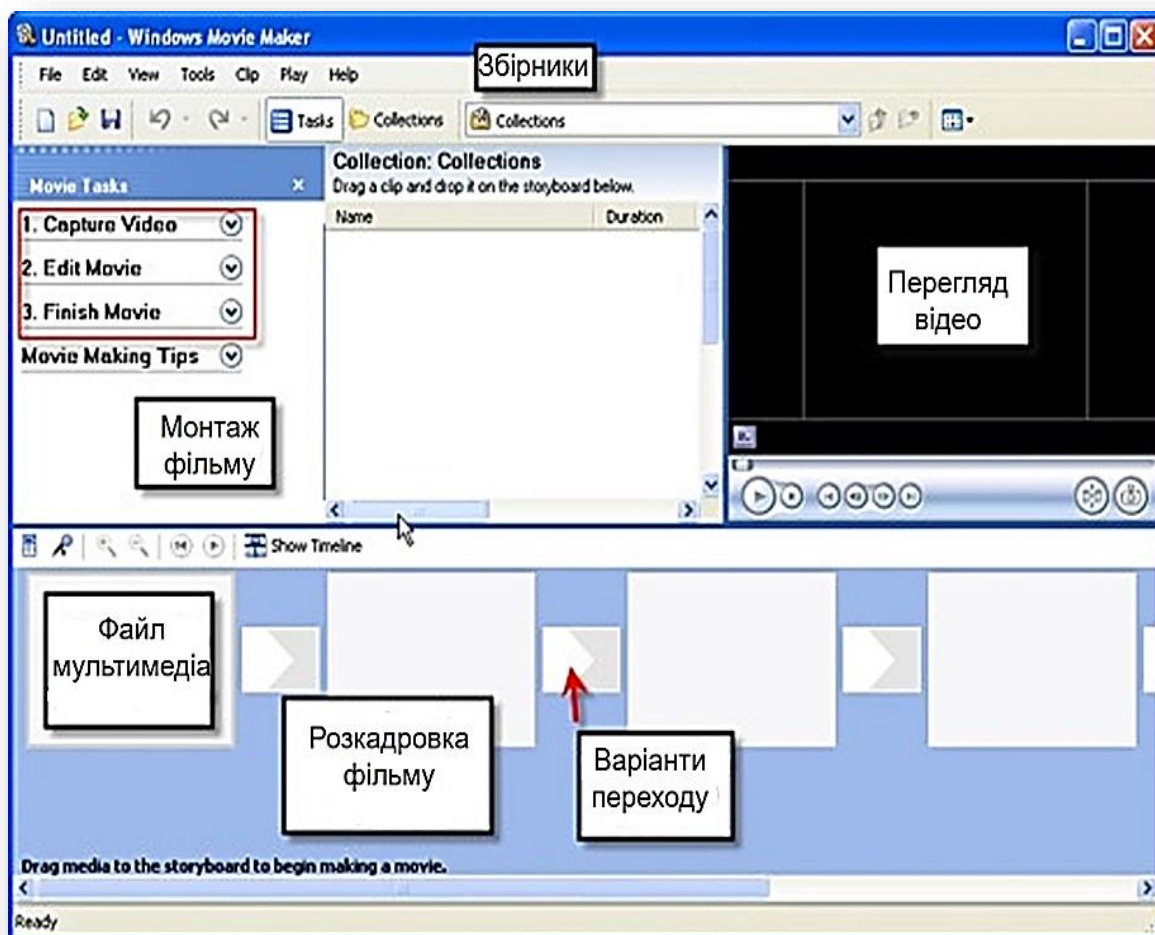 Untitled - Windows Movie Maker
Збірники
File Edit View Tools Clip Play Help
Tasks Collections Collections
Movie Tasks
Collection: Collections
Drag a clip and drop it on the storyboard below.
Name Duration
1. Capture Video
2. Edit Movie
3. Finish Movie
Movie Making Tips
Монтаж
фільму
Перегляд
відео
Show Timeline
Файл
мультимедіа
Розкадровка
фільму
Варіанти
переходу
Drag media to the storyboard to begin making a movie.
Ready